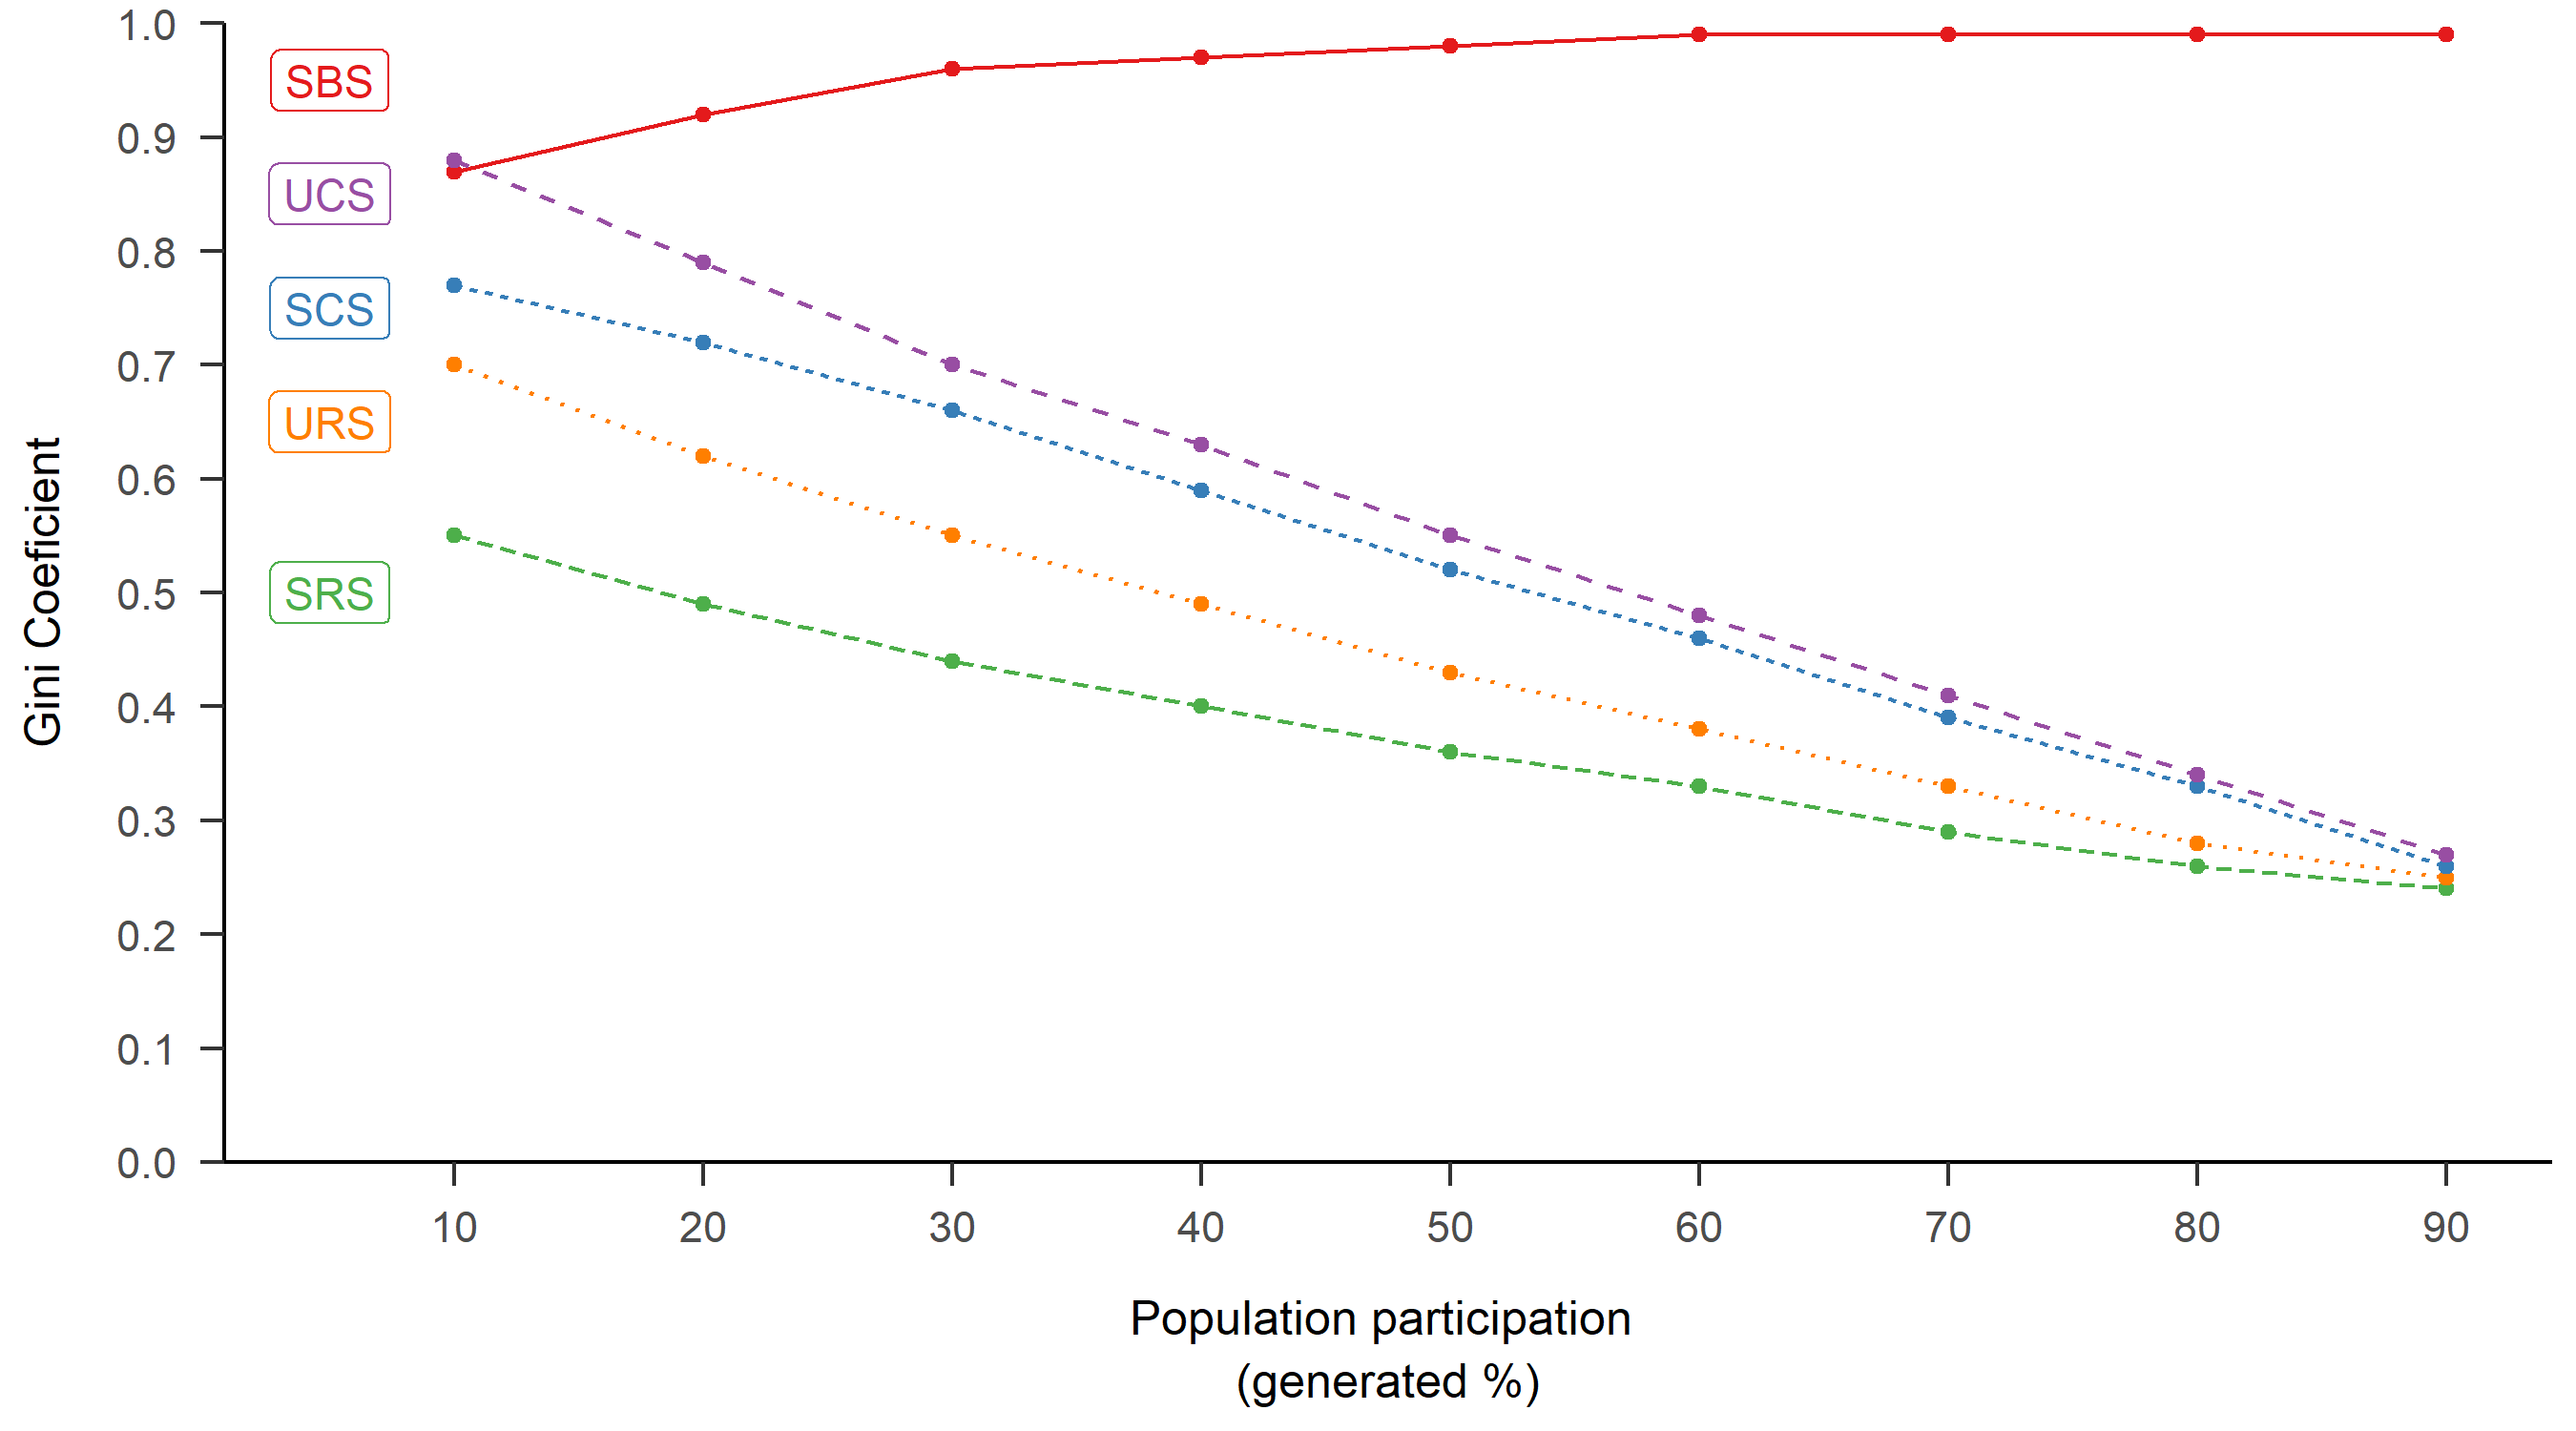 1.0
0.9
0.8
0.7
0.6
0.5
0.4
0.3
0.2
0.1
0.0
Gini Coefficient
SBS
UCS
SCS
URS
SRS
10 20 30 40 50 60 70 80 90
Population participation
(generated %)